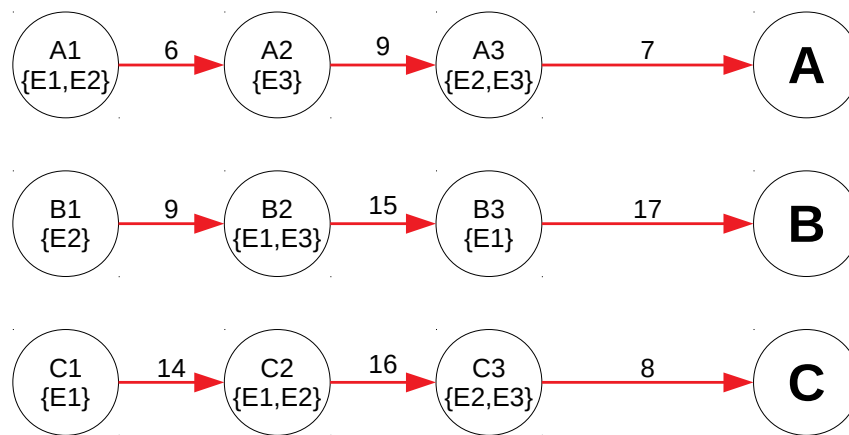 A1
{E1,E2}
6
A2
{E3}
9
A3
{E2,E3}
7
A
B1
{E2}
9
B2
{E1,E3}
15
B3
{E1}
17
B
C1
{E1}
14
C2
{E1,E2}
16
C3
{E2,E3}
8
C